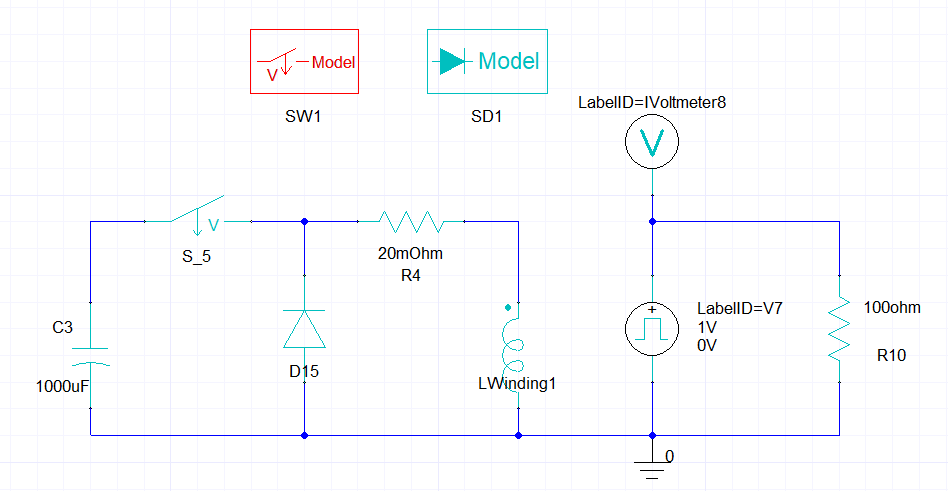 Model
V
SW1
Model
SD1
LabelID=IVoltmeter8
V
V
S_5
20mOhm
R4
C3
1000uF
D15
LWinding1
+
LabelID=V7
1V
0V
100ohm
R10
0